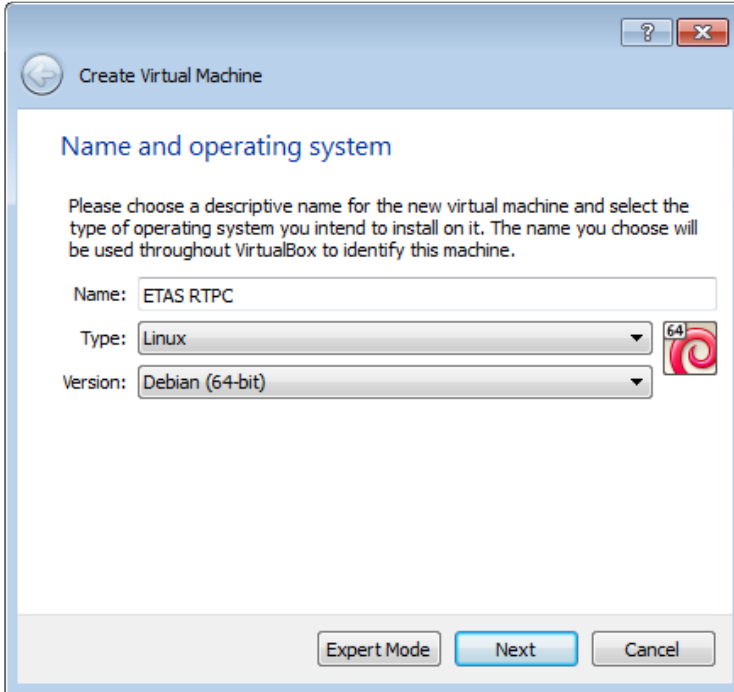 ?
Create Virtual Machine
Name and operating system
Please choose a descriptive name for the new virtual machine and select the
type of operating system you intend to install on it. The name you choose will
be used throughout VirtualBox to identify this machine.
Name: ETAS RTPC
Type: Linux
64
Version: Debian (64-bit)
Expert Mode Next Cancel